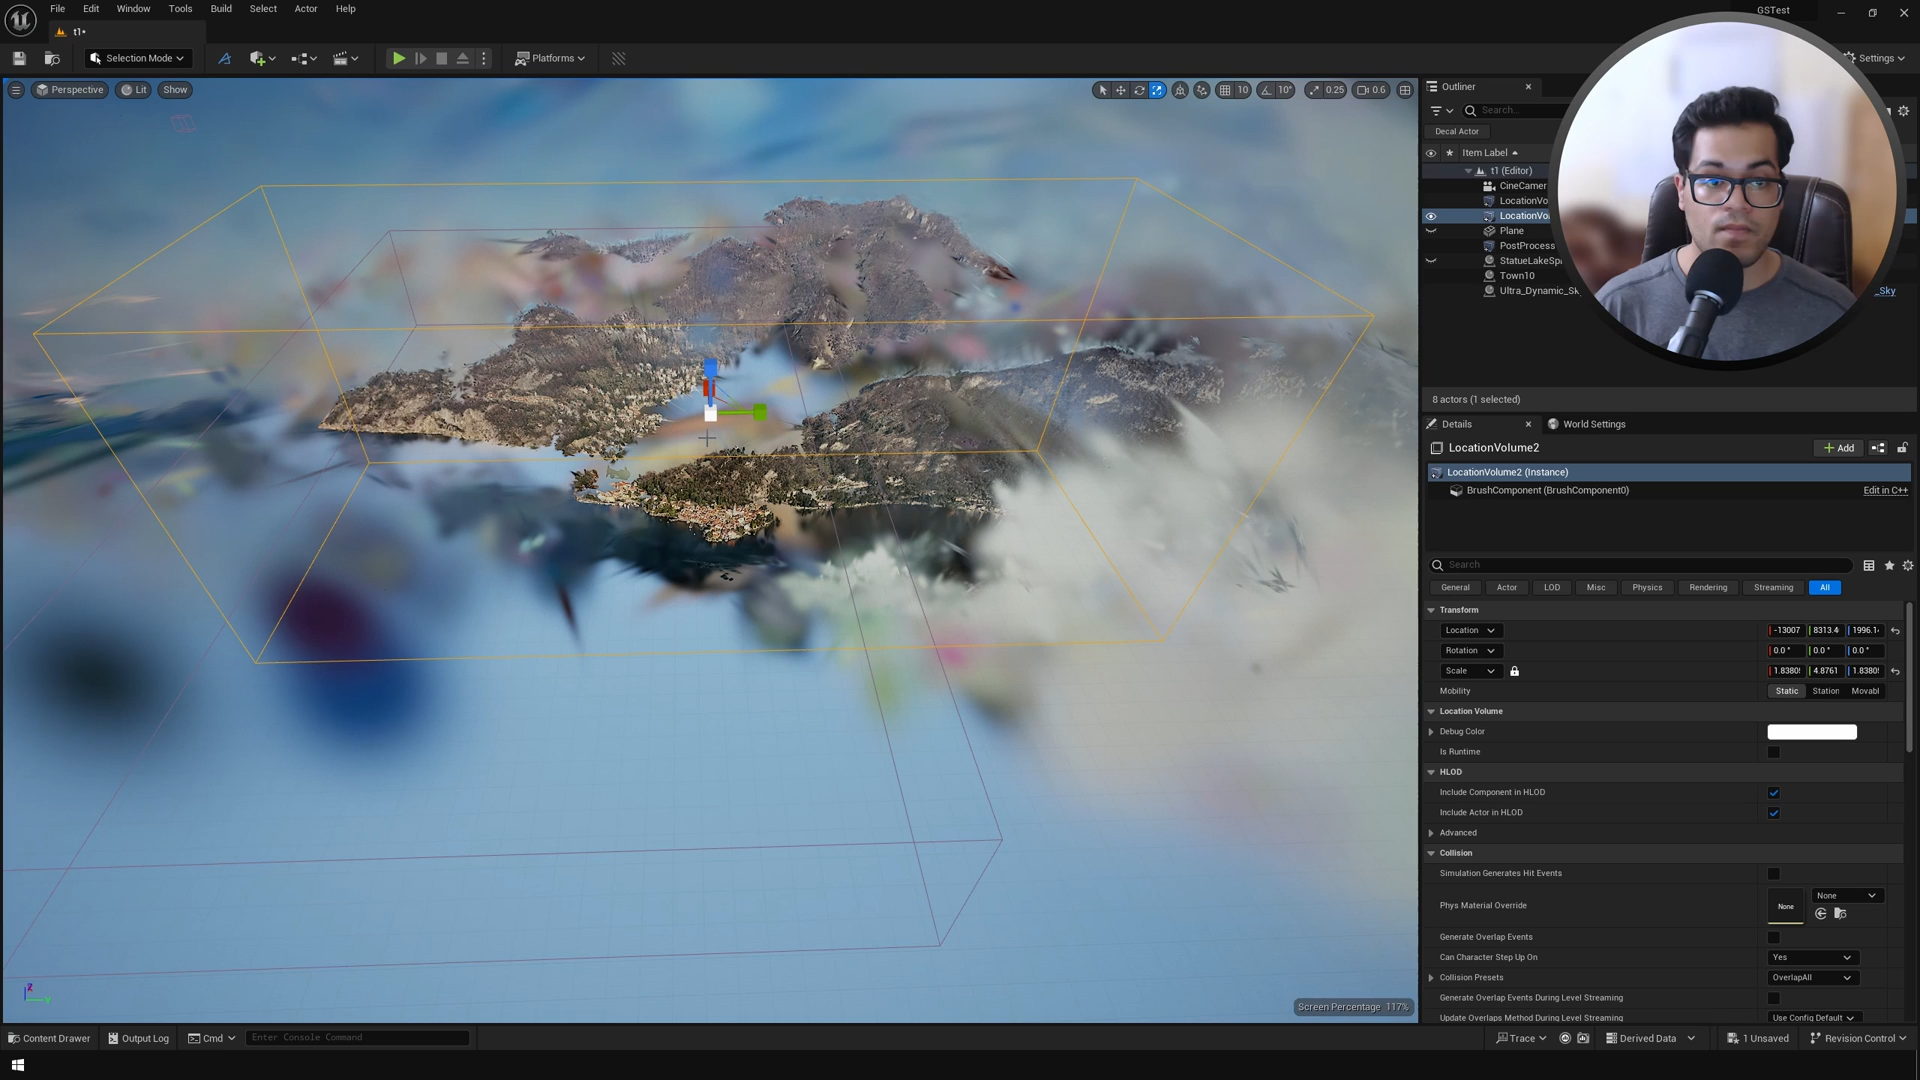 File Edit Window Tools Build Select Actor Help
GSTest
t1•
Selection Mode
Platforms
Settings
Perspective Lit Show
10 10° 0.25 0.6
Outliner
Search...
Decal Actor
Item Label
t1 (Editor)
CineCamer
LocationVo
LocationVo
Plane
PostProcess
StatueLakeSp
Town10
Ultra_Dynamic_Sk
_Sky
8 actors (1 selected)
Details
World Settings
LocationVolume2
Add
LocationVolume2 (Instance)
BrushComponent (BrushComponent0)
Edit in C++
Search
General Actor LOD Misc Physics Rendering Streaming All
Transform
Location -13007 8313.4 1996.1
Rotation 0.0 ° 0.0 ° 0.0 °
Scale 1.8380 4.8761 1.8380
Mobility Static Station Movabl
Location Volume
Debug Color
Is Runtime
HLOD
Include Component in HLOD
Include Actor in HLOD
Advanced
Collision
Simulation Generates Hit Events
Phys Material Override
None
None
Generate Overlap Events
Can Character Step Up On Yes
Collision Presets OverlapAll
Generate Overlap Events During Level Streaming
Update Overlaps Method During Level Streaming Use Config Default
Screen Percentage 117%
Z
Y
Content Drawer Output Log Cmd Enter Console Command
Trace Derived Data 1 Unsaved Revision Control